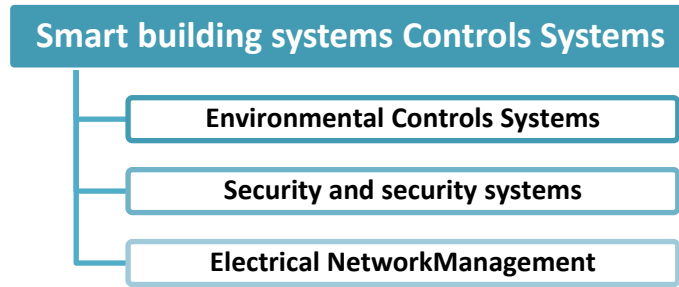 Smart building systems Controls Systems
Environmental Controls Systems
Security and security systems
Electrical NetworkManagement